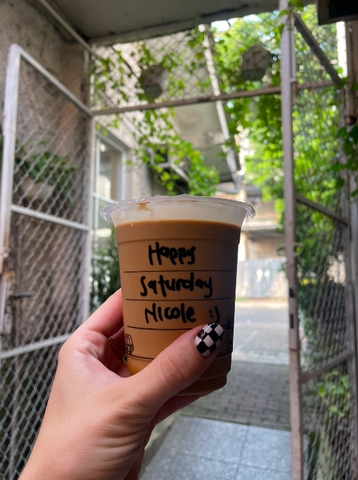 Happy
Saturday
Nicole :)